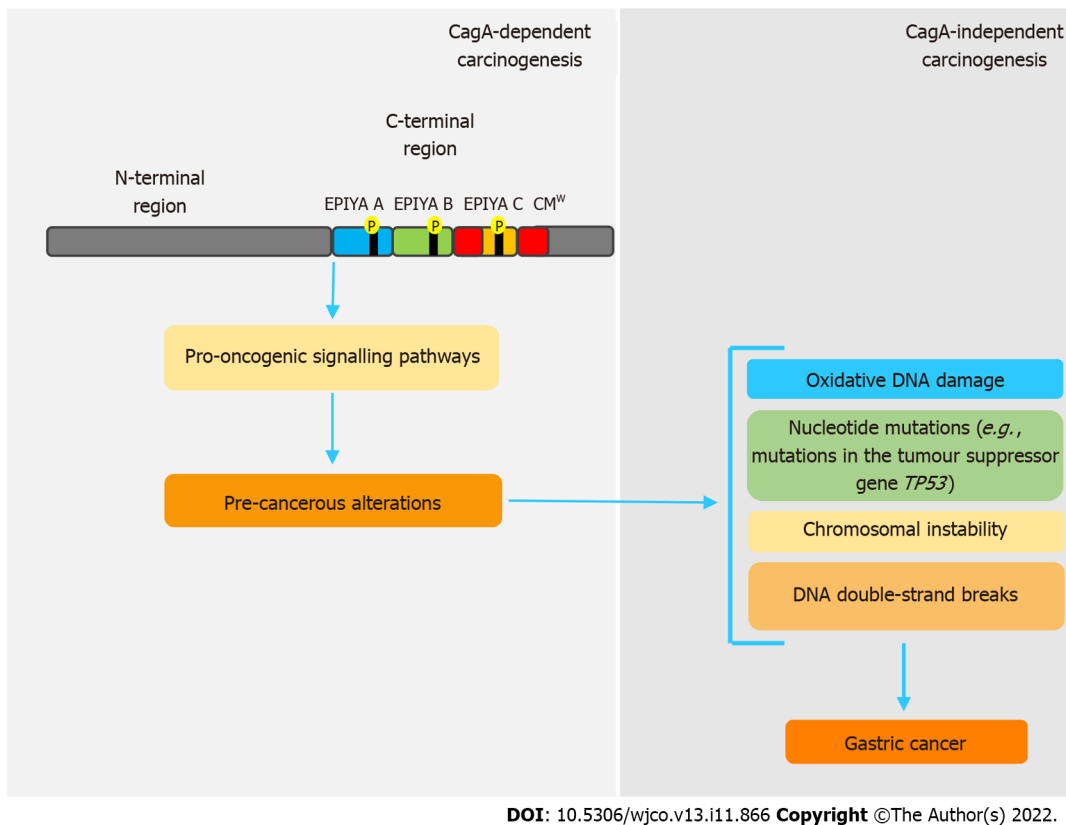 CagA-dependent
carcinogenesis
CagA-independent
carcinogenesis
C-terminal
region
N-terminal
region
EPIYA A EPIYA B EPIYA C CMᵂ
P P P
Pro-oncogenic signalling pathways
Pre-cancerous alterations
Oxidative DNA damage
Nucleotide mutations (e.g.,
mutations in the tumour suppressor
gene TP53)
Chromosomal instability
DNA double-strand breaks
Gastric cancer
DOI: 10.5306/wjco.v13.i11.866 Copyright ©The Author(s) 2022.